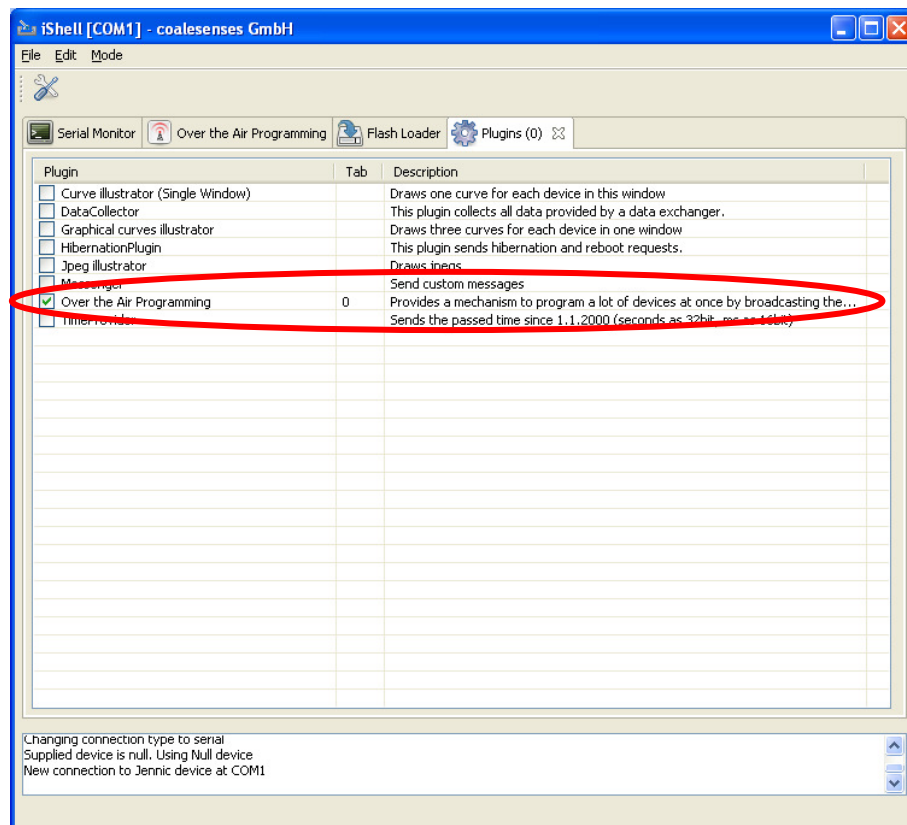 iShell [COM1] - coalesenses GmbH
File Edit Mode
Serial Monitor Over the Air Programming Flash Loader Plugins (0)
Plugin Tab Description
Curve illustrator (Single Window) Draws one curve for each device in this window
DataCollector This plugin collects all data provided by a data exchanger.
Graphical curves illustrator Draws three curves for each device in one window
HibernationPlugin This plugin sends hibernation and reboot requests.
Jpeg illustrator Draws jpegs
Messenger Send custom messages
Over the Air Programming 0 Provides a mechanism to program a lot of devices at once by broadcasting the...
TimeProvider Sends the passed time since 1.1.2000 (seconds as 32bit, ms as 16bit)
Changing connection type to serial
Supplied device is null. Using Null device
New connection to Jennic device at COM1